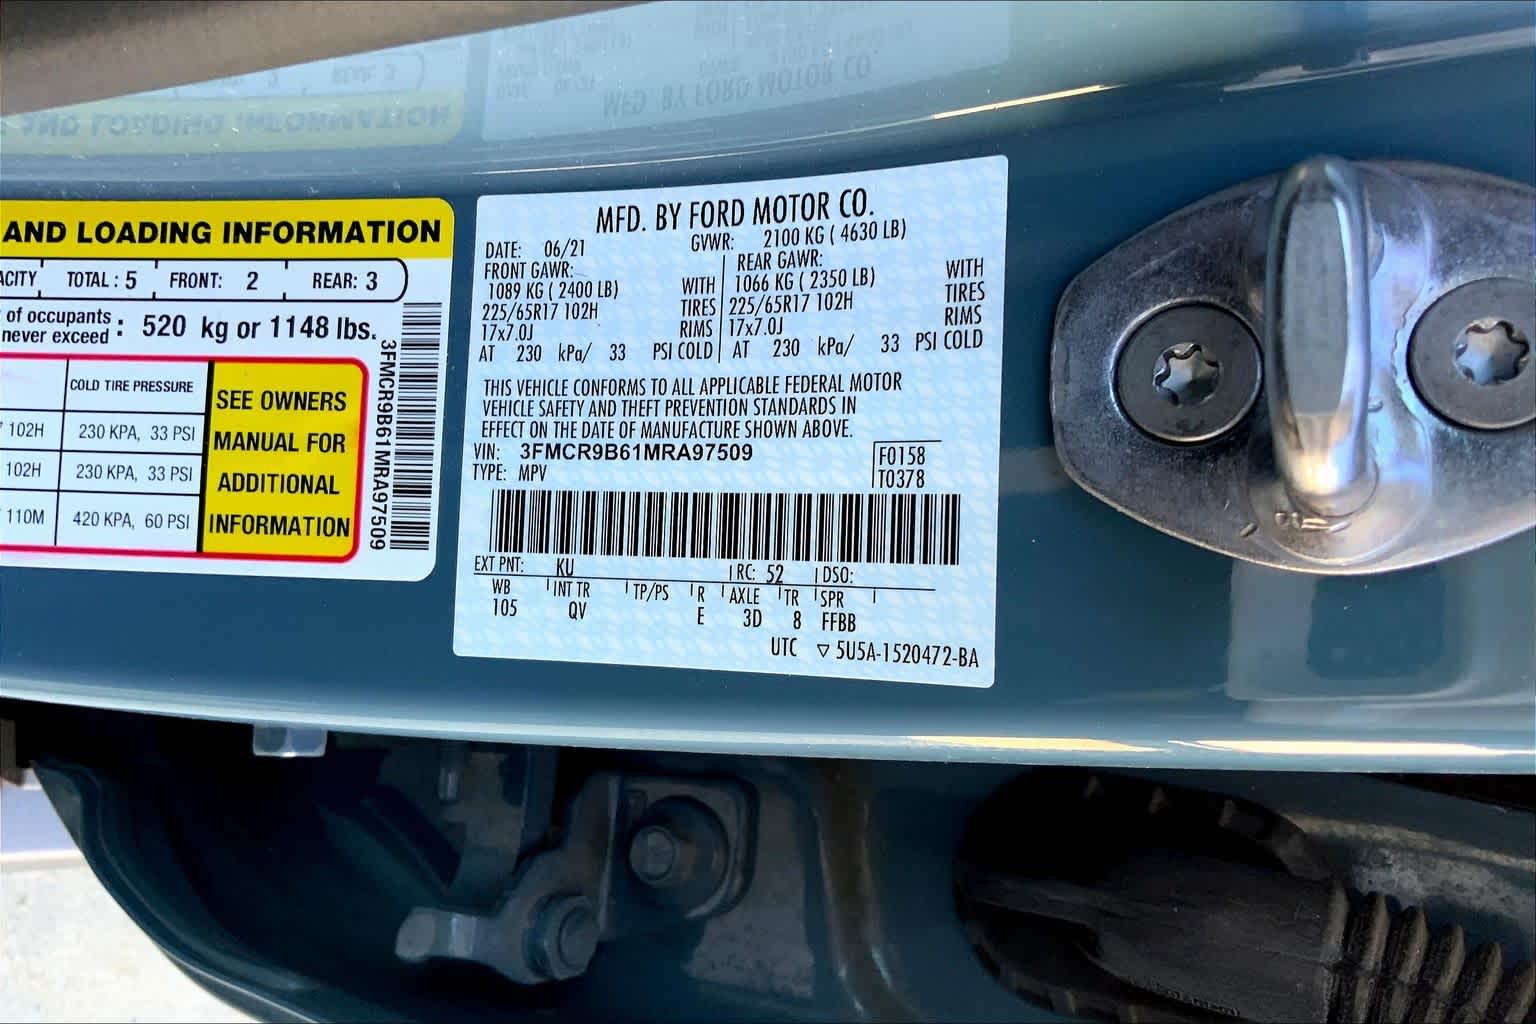 AND LOADING INFORMATION
ACITY TOTAL : 5 FRONT: 2 REAR: 3
of occupants
never exceed : 520 kg or 1148 lbs.
COLD TIRE PRESSURE
102H 230 KPA, 33 PSI
102H 230 KPA, 33 PSI
110M 420 KPA, 60 PSI
SEE OWNERS
MANUAL FOR
ADDITIONAL
INFORMATION
3FMCR9B61MRA97509
MFD. BY FORD MOTOR CO.
DATE: 06/21 GVWR: 2100 KG ( 4630 LB)
FRONT GAWR: REAR GAWR:
1089 KG ( 2400 LB) WITH 1066 KG ( 2350 LB) WITH
225/65R17 102H TIRES 225/65R17 102H TIRES
17x7.0J RIMS 17x7.0J RIMS
AT 230 kPa/ 33 PSI COLD AT 230 kPa/ 33 PSI COLD
THIS VEHICLE CONFORMS TO ALL APPLICABLE FEDERAL MOTOR
VEHICLE SAFETY AND THEFT PREVENTION STANDARDS IN
EFFECT ON THE DATE OF MANUFACTURE SHOWN ABOVE.
VIN: 3FMCR9B61MRA97509 F0158
TYPE: MPV T0378
EXT PNT: KU RC: 52 DSO:
WB INT TR TP/PS R AXLE TR SPR
105 QV E 3D 8 FFBB
UTC ▽ 5U5A-1520472-BA